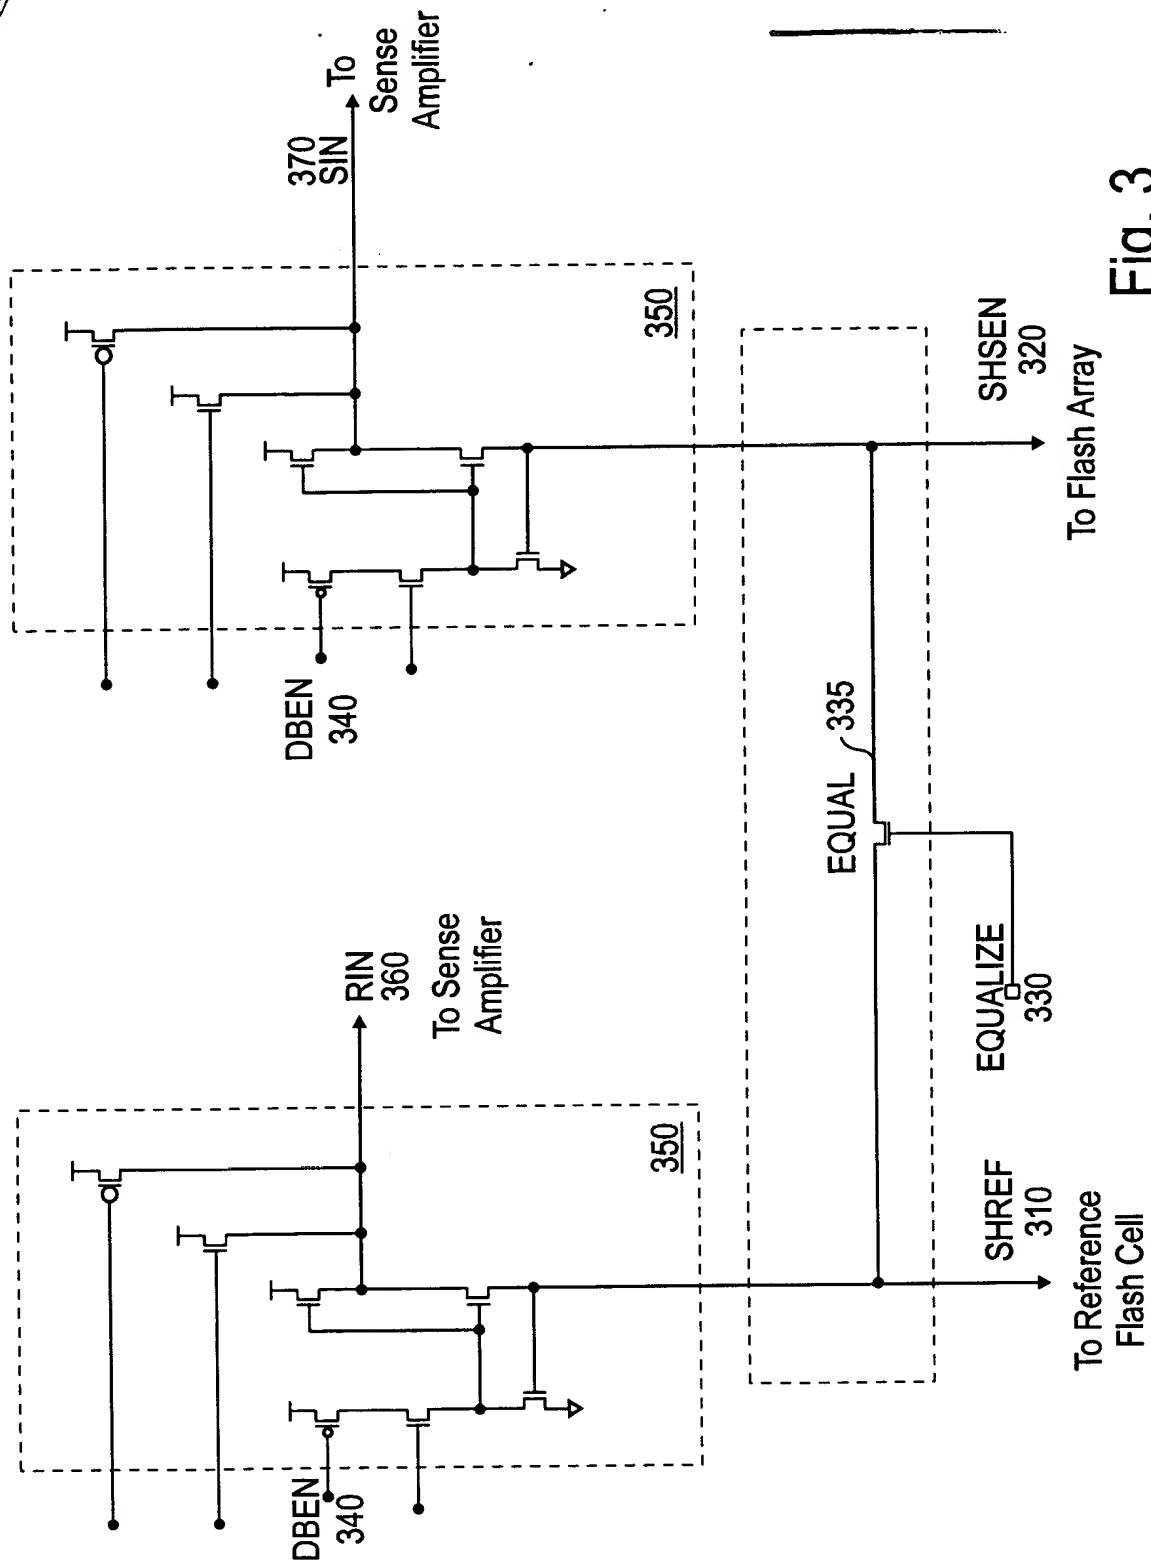 370
SIN
To
Sense
Amplifier
350
DBEN
340
SHSEN
320
To Flash Array
EQUAL 335
EQUALIZE
330
RIN
360
To Sense
Amplifier
350
DBEN
340
SHREF
310
To Reference
Flash Cell
Fig. 3